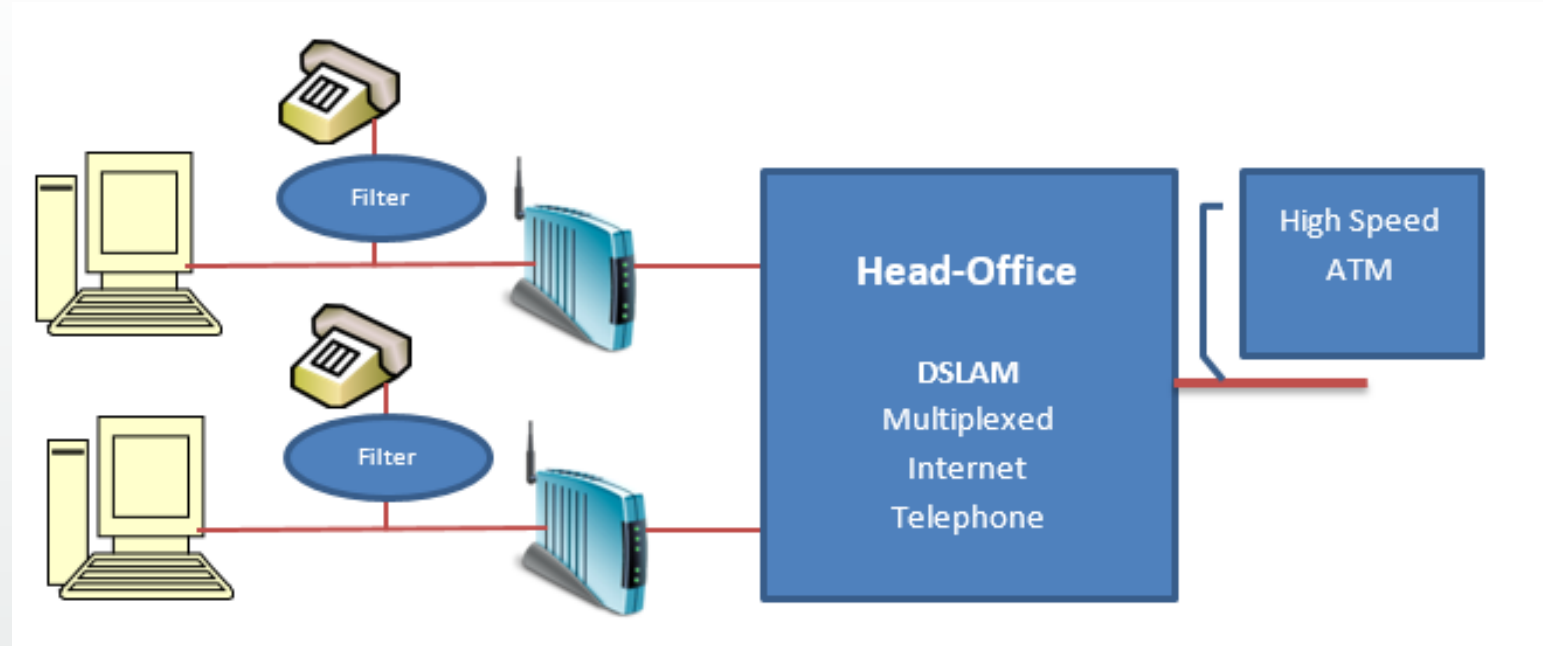 Filter
Filter
Head-Office
DSLAM
Multiplexed
Internet
Telephone
High Speed
ATM